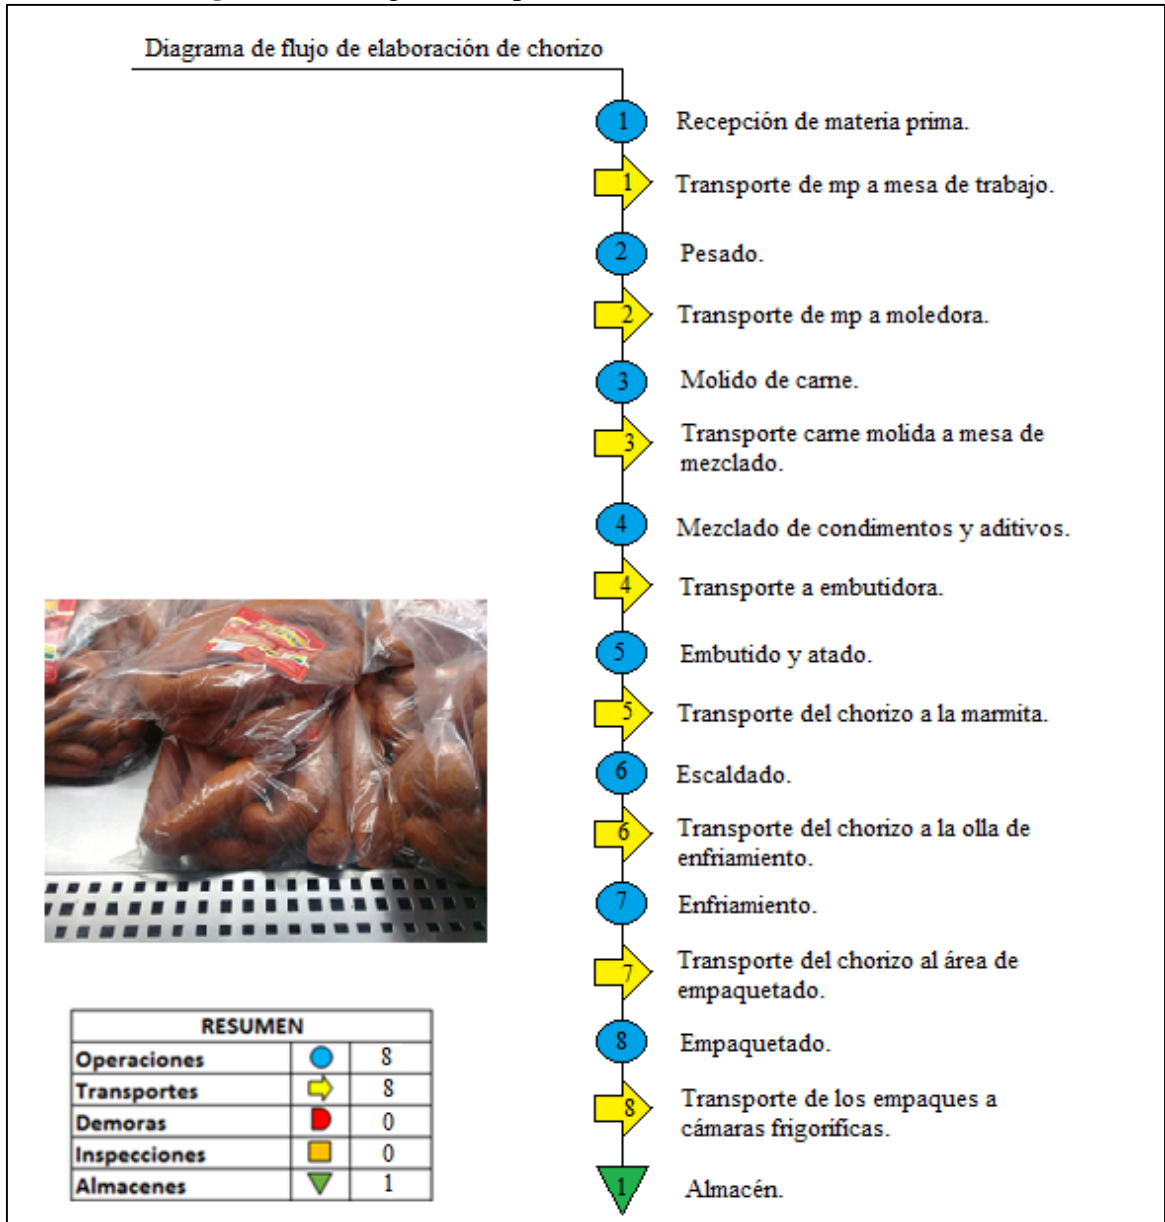 Diagrama de flujo de elaboración de chorizo
1 Recepción de materia prima.
1 Transporte de mp a mesa de trabajo.
2 Pesado.
2 Transporte de mp a moledora.
3 Molido de carne.
3 Transporte carne molida a mesa de
mezclado.
4 Mezclado de condimentos y aditivos.
4 Transporte a embutidora.
5 Embutido y atado.
5 Transporte del chorizo a la marmita.
6 Escaldado.
6 Transporte del chorizo a la olla de
enfriamiento.
7 Enfriamiento.
7 Transporte del chorizo al área de
empaquetado.
8 Empaquetado.
8 Transporte de los empaques a
cámaras frigoríficas.
1 Almacén.
RESUMEN
Operaciones 8
Transportes 8
Demoras 0
Inspecciones 0
Almacenes 1